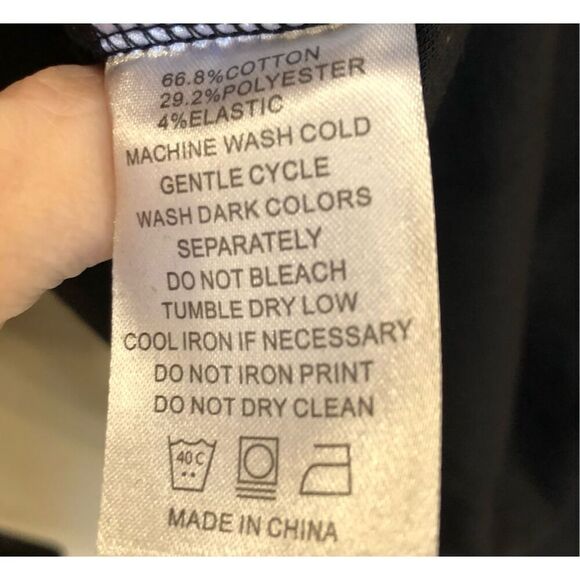 66.8%COTTON
29.2%POLYESTER
4%ELASTIC
MACHINE WASH COLD
GENTLE CYCLE
WASH DARK COLORS
SEPARATELY
DO NOT BLEACH
TUMBLE DRY LOW
COOL IRON IF NECESSARY
DO NOT IRON PRINT
DO NOT DRY CLEAN
40C
MADE IN CHINA